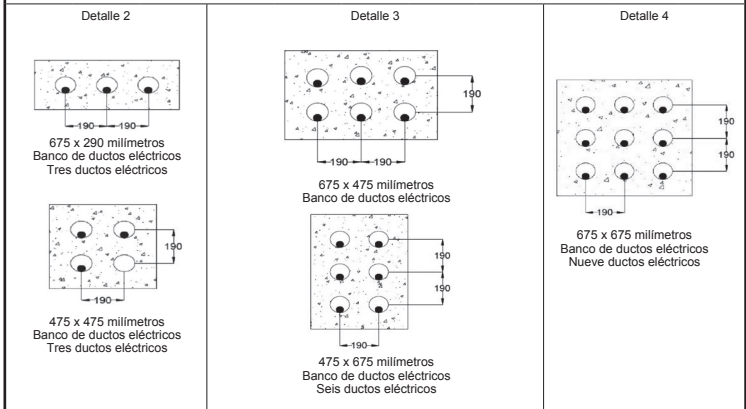 Detalle 2
190
190
675 x 290 milímetros
Banco de ductos eléctricos
Tres ductos eléctricos
190
190
475 x 475 milímetros
Banco de ductos eléctricos
Tres ductos eléctricos
Detalle 3
190
190
190
675 x 475 milímetros
Banco de ductos eléctricos
190
190
190
475 x 675 milímetros
Banco de ductos eléctricos
Seis ductos eléctricos
Detalle 4
190
190
190
675 x 675 milímetros
Banco de ductos eléctricos
Nueve ductos eléctricos